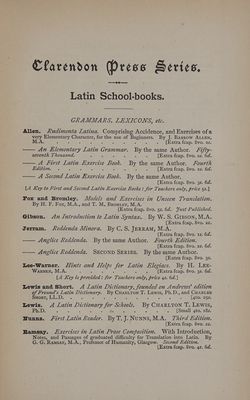 Clarendon Press Series.
Latin School-books.
GRAMMARS, LEXICONS, etc.
Allen. Rudimenta Latina. Comprising Accidence, and Exercises of a
very Elementary Character, for the use of Beginners. By J. BARROW ALLEN,
M.A. [Extra fcap. 8vo. 2s.
— An Elementary Latin Grammar. By the same Author. Fifty-
seventh Thousand. [Extra fcap. 8vo. 2s. 6d.
— A First Latin Exercise Book. By the same Author. Fourth
Edition. [Extra fcap. 8vo. 2s. 6d.
— A Second Latin Exercise Book. By the same Author.
[Extra fcap. 8vo. 3s. 6d.
[A Key to First and Second Latin Exercise Books: for Teachers only, price 5s.]
Fox and Bromley. Models and Exercises in Unseen Translation.
By H. F. FOX, M.A., and T. M. BROMLEY, M.A.
[Extra fcap. 8vo. 5s. 6d. Just Published.
Gibson. An Introduction to Latin Syntax. By W. S. GIBSON, M.A.
[Extra fcap. 8vo. 2s.
Jerram. Reddenda Minora. By C. S. JERRAM, M.A.
[Extra fcap. 8vo. 1s. 6d.
— Anglice Reddenda. By the same Author. Fourth Edition.
[Extra fcap. 8vo. 2s. 6d.
— Anglice Reddenda. SECOND SERIES. By the same Author.
[Extra fcap. 8vo. 3s.
Lee-Warner. Hints and Helps for Latin Elegiacs. By H. LEE-
WARNER, M.A. [Extra fcap. 8vo. 3s. 6d.
[A Key is provided: for Teachers only, price 4s. 6d.]
Lewis and Short. A Latin Dictionary, founded on Andrews' edition
of Freund's Latin Dictionary. By CHARLTON T. LEWIS, Ph.D., and CHARLES
SHORT, LL.D. [4to. 25s.
Lewis. A Latin Dictionary for Schools. By CHARLTON T. LEWIS,
Ph.D. [Small 4to. 18s.
Nunns. First Latin Reader. By T. J. NUNNS, M.A. Third Edition.
[Extra fcap. 8vo. 2s.
Ramsay. Exercises in Latin Prose Composition. With Introduction,
Notes, and Passages of graduated difficulty for Translation into Latin. By
G. G. RAMSAY, M.A., Professor of Humanity, Glasgow. Second Edition.
[Extra fcap. 8vo. 4s. 6d.